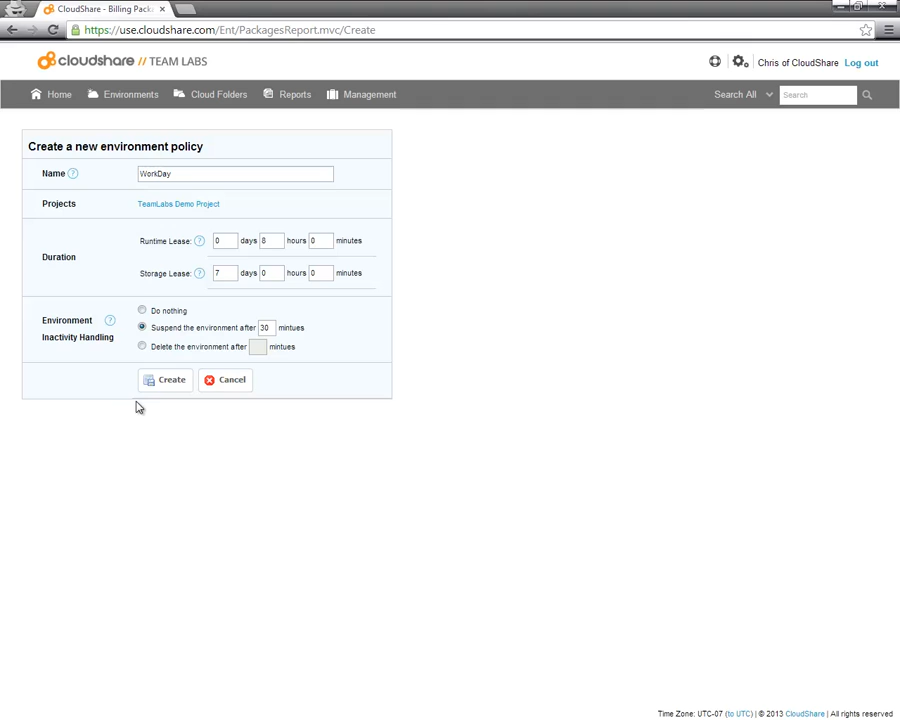 CloudShare - Billing Pack
https://use.cloudshare.com/Ent/PackagesReport.mvc/Create
cloudshare // TEAM LABS
Chris of CloudShare Log out
Home Environments Cloud Folders Reports Management Search All Search
Create a new environment policy
Name ? WorkDay
Projects TeamLabs Demo Project
Duration
Runtime Lease: ? 0 days 8 hours 0 minutes
Storage Lease: ? 7 days 0 hours 0 minutes
Environment ?
Inactivity Handling
Do nothing
Suspend the environment after 30 mintues
Delete the environment after mintues
Create Cancel
Time Zone: UTC-07 (to UTC) | © 2013 CloudShare | All rights reserved